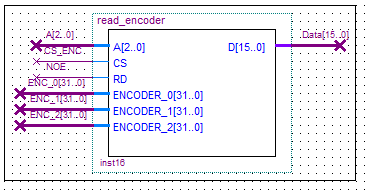 read_encoder
A[2..0]
A[2..0]
D[15..0]
Data[15..0]
CS_ENC
CS
NOE
RD
ENC_0[31..0]
ENCODER_0[31..0]
ENC_1[31..0]
ENCODER_1[31..0]
ENC_2[31..0]
ENCODER_2[31..0]
inst16